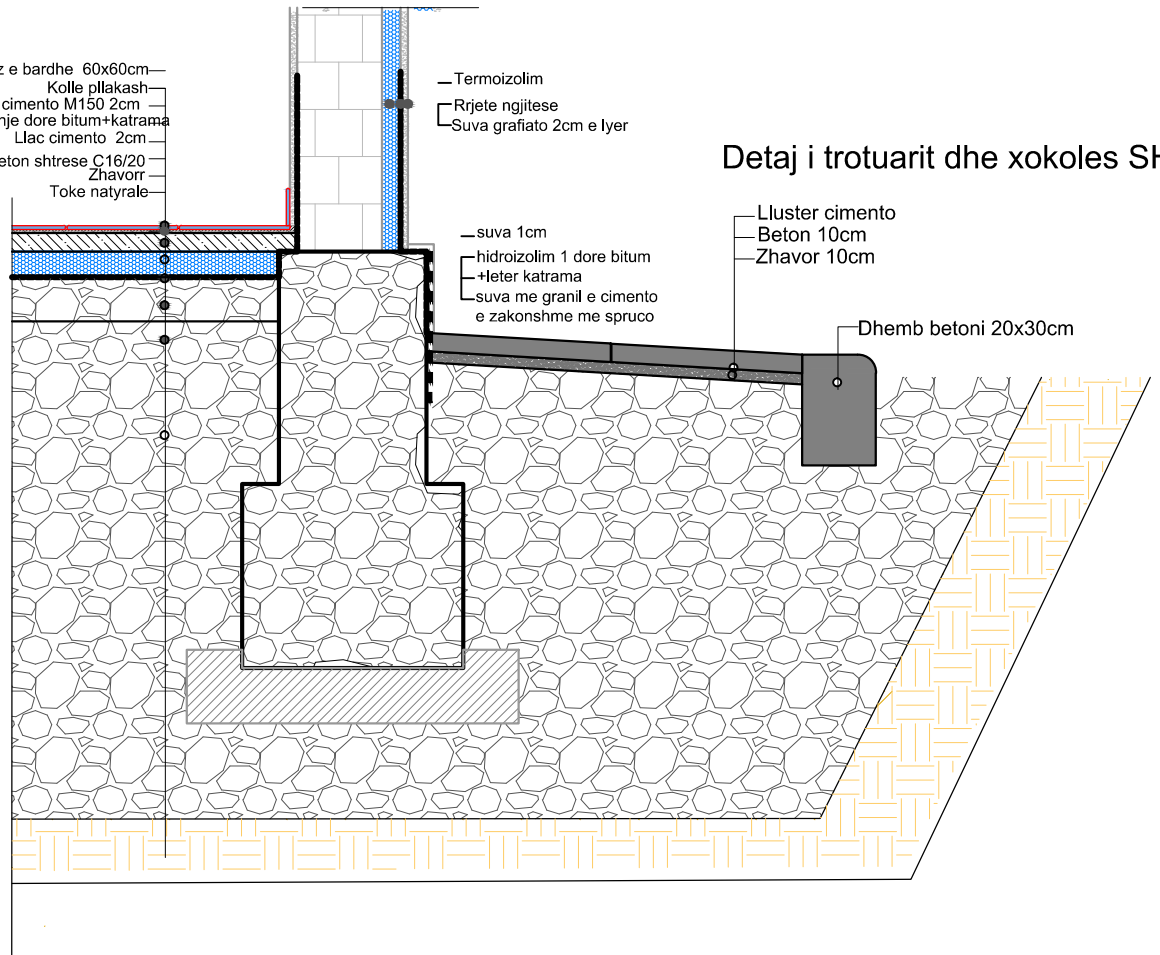 z e bardhe 60x60cm
Kolle pllakash
cimento M150 2cm
nje dore bitum+katrama
Llac cimento 2cm
eton shtrese C16/20
Zhavorr
Toke natyrale
Termoizolim
Rrjete ngjitese
Suva grafiato 2cm e lyer
Detaj i trotuarit dhe xokoles SH
suva 1cm
hidroizolim 1 dore bitum
+leter katrama
suva me granil e cimento
e zakonshme me spruco
Lluster cimento
Beton 10cm
Zhavor 10cm
Dhemb betoni 20x30cm